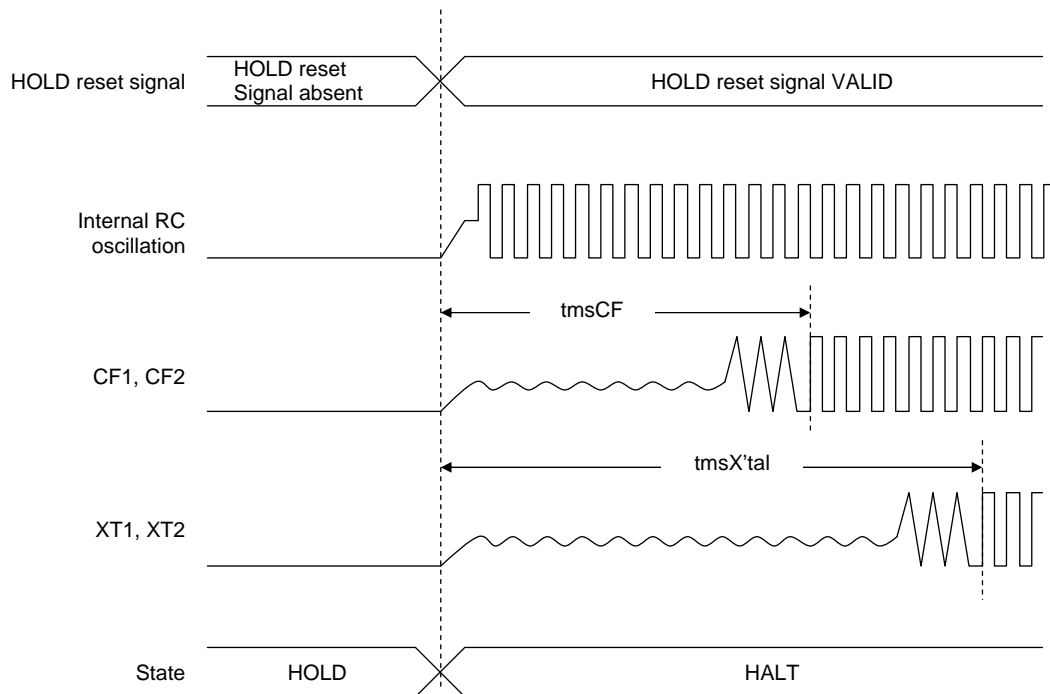 HOLD reset signal
HOLD reset
Signal absent
HOLD reset signal VALID
Internal RC
oscillation
tmsCF
CF1, CF2
tmsX’tal
XT1, XT2
State
HOLD
HALT